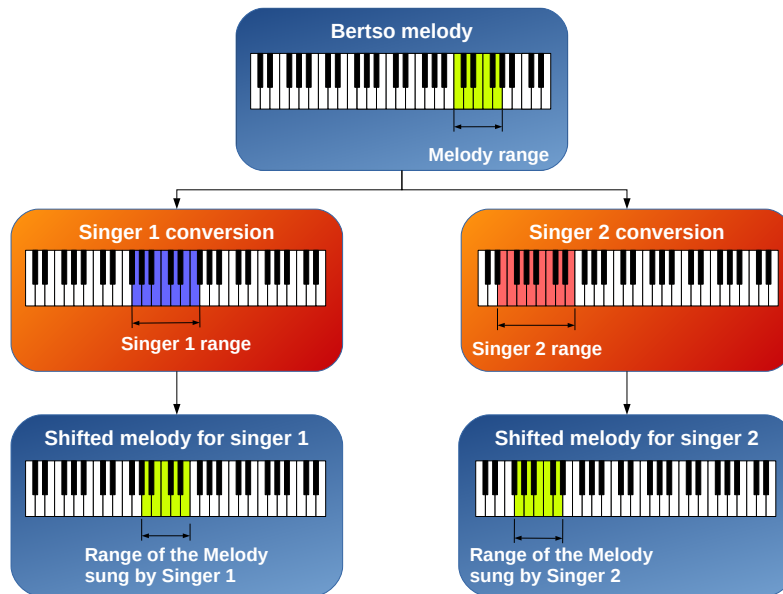 Bertso melody
Melody range
Singer 1 conversion
Singer 1 range
Singer 2 conversion
Singer 2 range
Shifted melody for singer 1
Range of the Melody
sung by Singer 1
Shifted melody for singer 2
Range of the Melody
sung by Singer 2